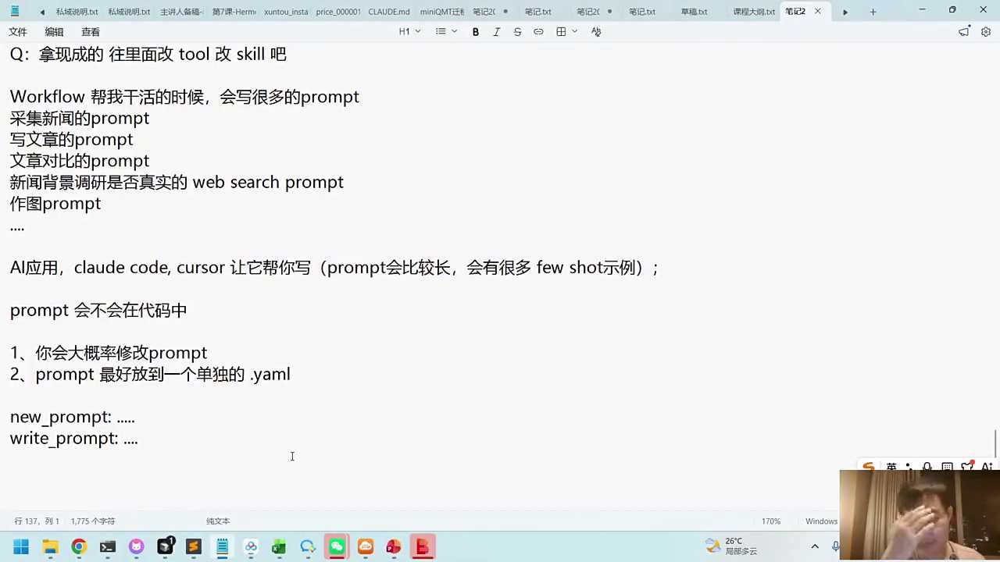 私域说明.txt 私域说明.txt 主讲人备稿- 第7课-Herm xuntou_insta price_000001 CLAUDE.md miniQMT迁移 笔记2( 笔记.txt 笔记2( 笔记.txt 草稿.txt 课程大纲.txt 笔记2
文件 编辑 查看 H1 B I S
Q：拿现成的 往里面改 tool 改 skill 吧
Workflow 帮我干活的时候，会写很多的prompt
采集新闻的prompt
写文章的prompt
文章对比的prompt
新闻背景调研是否真实的 web search prompt
作图prompt
....
AI应用，claude code, cursor 让它帮你写（prompt会比较长，会有很多 few shot示例）;
prompt 会不会在代码中
1、你会大概率修改prompt
2、prompt 最好放到一个单独的 .yaml
new_prompt: .....
write_prompt: ....
英
行 137，列 1 1,775 个字符 纯文本 170% Windows
26°C
局部多云